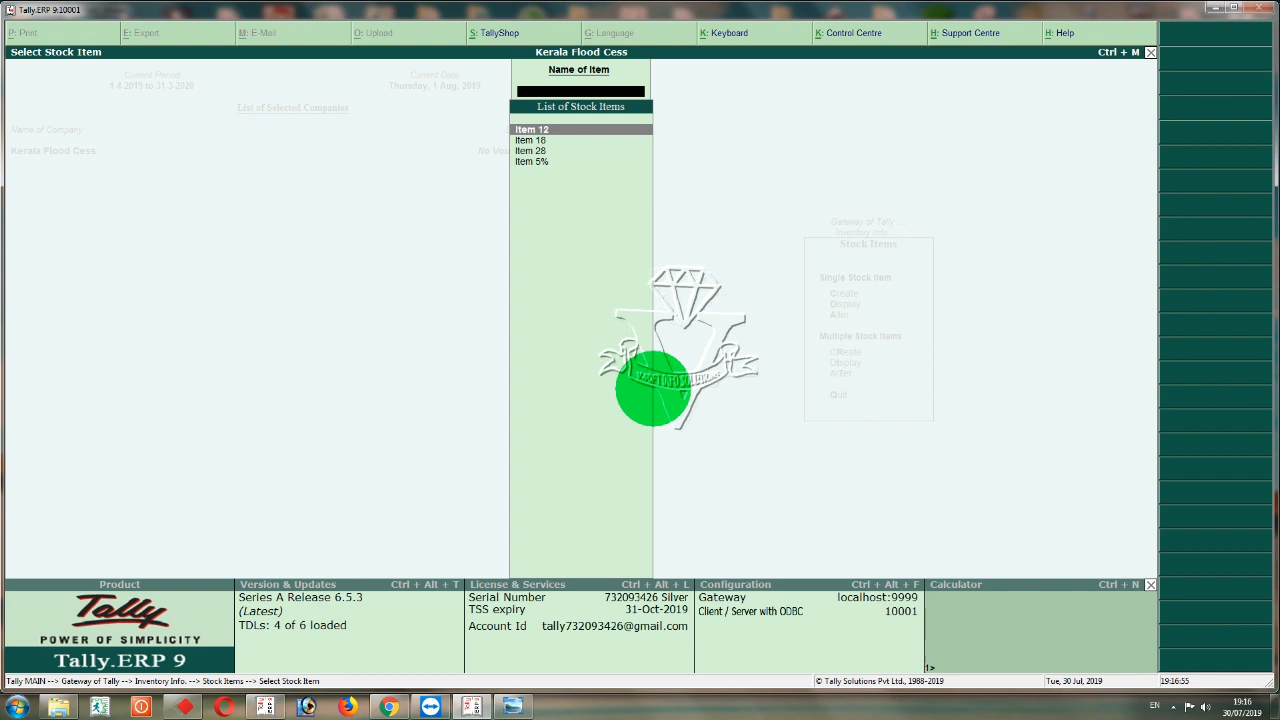 Tally.ERP 9:10001
P: Print
E: Export
M: E-Mail
O: Upload
S: TallyShop
G: Language
K: Keyboard
K: Control Centre
H: Support Centre
H: Help
Select Stock Item
Kerala Flood Cess
Ctrl + M
Current Period
1-4-2019 to 31-3-2020
Current Date
Thursday, 1 Aug, 2019
List of Selected Companies
Name of Company
Kerala Flood Cess
No Vou
Name of Item
List of Stock Items
Item 12
Item 18
Item 28
Item 5%
Gateway of Tally ...
Inventory Info. ...
Stock Items
Single Stock Item
Create
Display
Alter
Multiple Stock Items
CReate
DIsplay
AlTer
Quit
Product
Tally
POWER OF SIMPLICITY
Tally.ERP 9
Version & Updates
Ctrl + Alt + T
Series A Release 6.5.3
(Latest)
TDLs: 4 of 6 loaded
License & Services
Ctrl + Alt + L
Serial Number
732093426 Silver
TSS expiry
31-Oct-2019
Account Id
tally732093426@gmail.com
Configuration
Ctrl + Alt + F
Gateway
localhost:9999
Client / Server with ODBC
10001
Calculator
Ctrl + N
1>
Tally MAIN --> Gateway of Tally --> Inventory Info. --> Stock Items --> Select Stock Item
© Tally Solutions Pvt Ltd., 1988-2019
Tue, 30 Jul, 2019
19:16:55
EN
19:16
30/07/2019